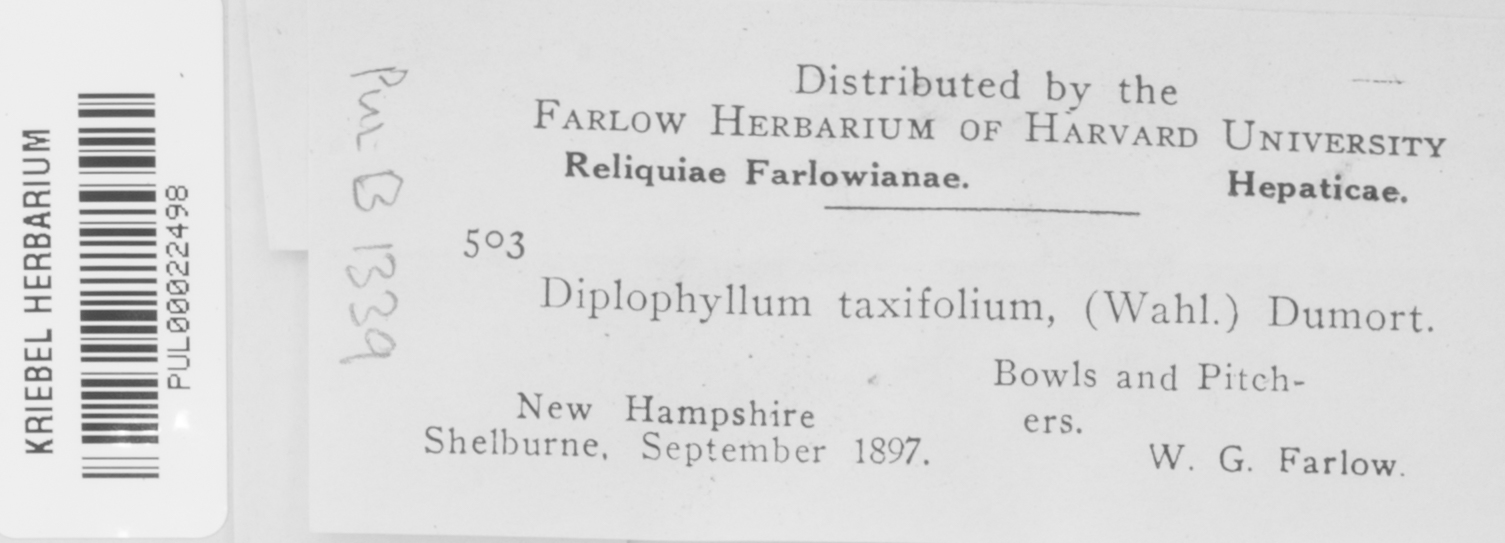 KRIEBEL HERBARIUM
PUL00022498
Pur. B 1339
Distributed by the
FARLOW HERBARIUM OF HARVARD UNIVERSITY
Reliquiae Farlowianae. Hepaticae.
503
Diplophyllum taxifolium, (Wahl.) Dumort.
Bowls and Pitch-
ers.
New Hampshire
Shelburne, September 1897.
W. G. Farlow.